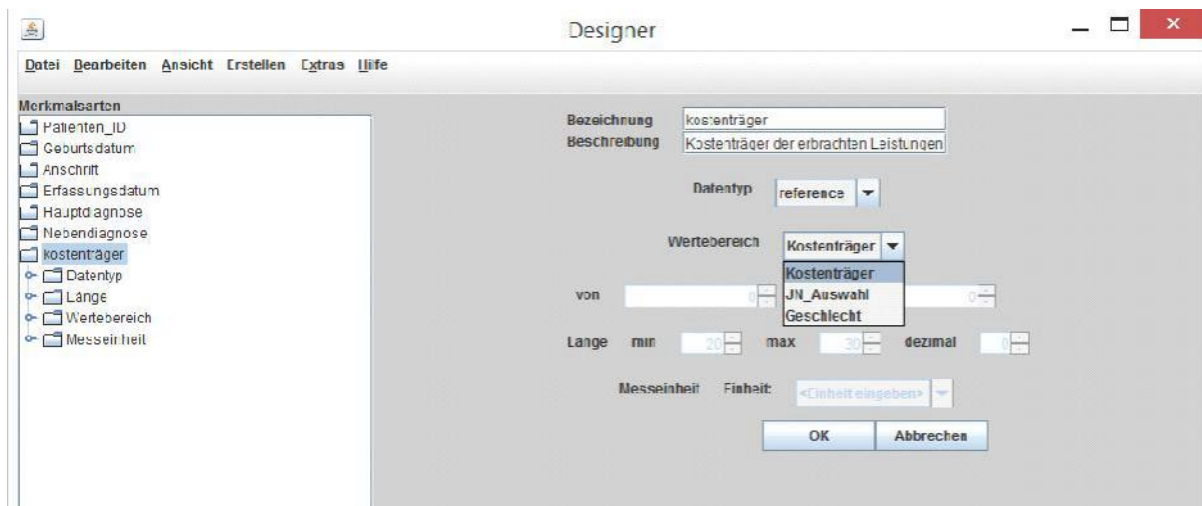 Designer
Datei Bearbeiten Ansicht Erstellen Extras Hilfe
Merkmalsarten
Patienten_ID
Geburtsdatum
Anschrift
Erfassungsdatum
Hauptdiagnose
Nebendiagnose
kostenträger
Datentyp
Länge
Wertebereich
Messeinheit
Bezeichnung kostenträger
Beschreibung Kostenträger der erbrachten Leistungen
Datentyp reference
Wertebereich Kostenträger
Kostenträger
JN_Auswahl
Geschlecht
von 0 0
Länge min 20 max 30 dezimal 0
Messeinheit Einheit: <Einheit eingeben>
OK Abbrechen